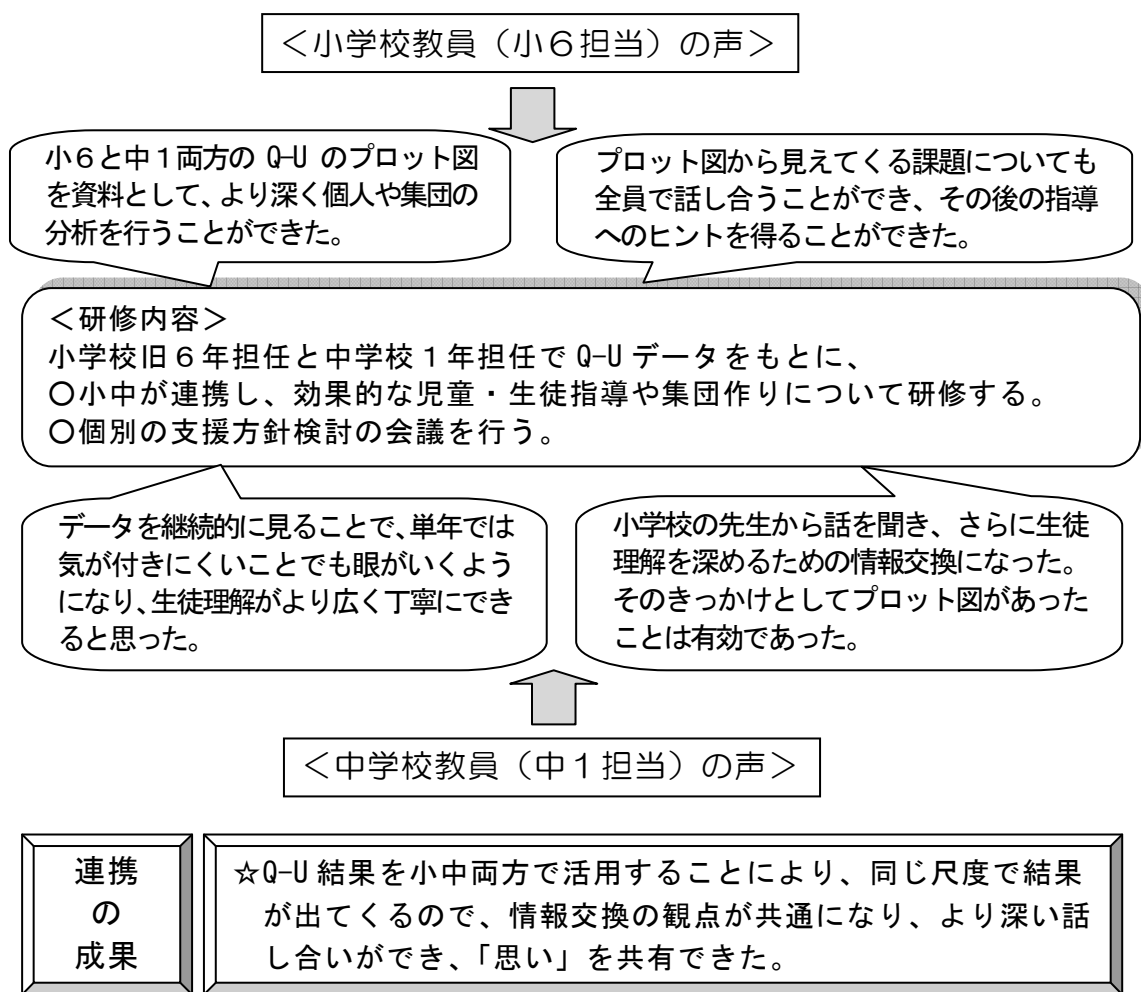 ＜小学校教員（小６担当）の声＞
小６と中１両方の Q-U のプロット図
を資料として、より深く個人や集団の
分析を行うことができた。
プロット図から見えてくる課題についても
全員で話し合うことができ、その後の指導
へのヒントを得ることができた。
＜研修内容＞
小学校旧６年担任と中学校１年担任で Q-U データをもとに、
○小中が連携し、効果的な児童・生徒指導や集団作りについて研修する。
○個別の支援方針検討の会議を行う。
データを継続的に見ることで、単年では
気が付きにくいことでも眼がいくよう
になり、生徒理解がより広く丁寧にでき
ると思った。
小学校の先生から話を聞き、さらに生徒
理解を深めるための情報交換になった。
そのきっかけとしてプロット図があった
ことは有効であった。
＜中学校教員（中１担当）の声＞
連携
の
成果
☆Q-U 結果を小中両方で活用することにより、同じ尺度で結果
が出てくるので、情報交換の観点が共通になり、より深い話
し合いができ、「思い」を共有できた。